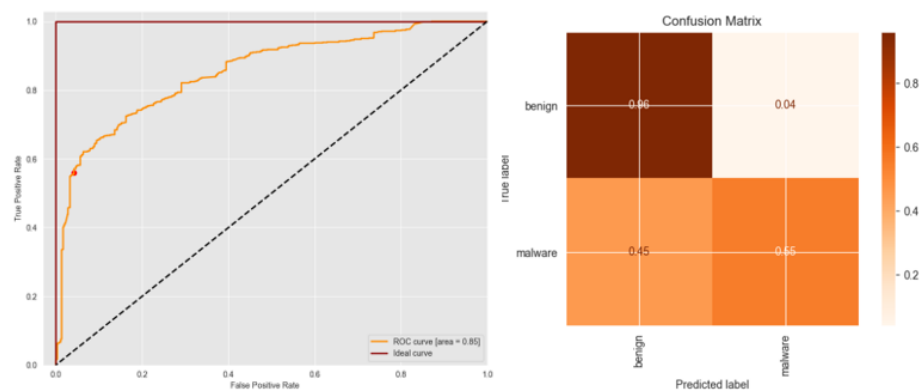 1.0
0.8
0.6
0.4
0.2
0.0
True Positive Rate
0.0 0.2 0.4 0.6 0.8 1.0
False Positive Rate
ROC curve [area = 0.85]
Ideal curve
Confusion Matrix
benign
malware
True label
0.96 0.04
0.45 0.55
benign malware
Predicted label
0.8
0.6
0.4
0.2